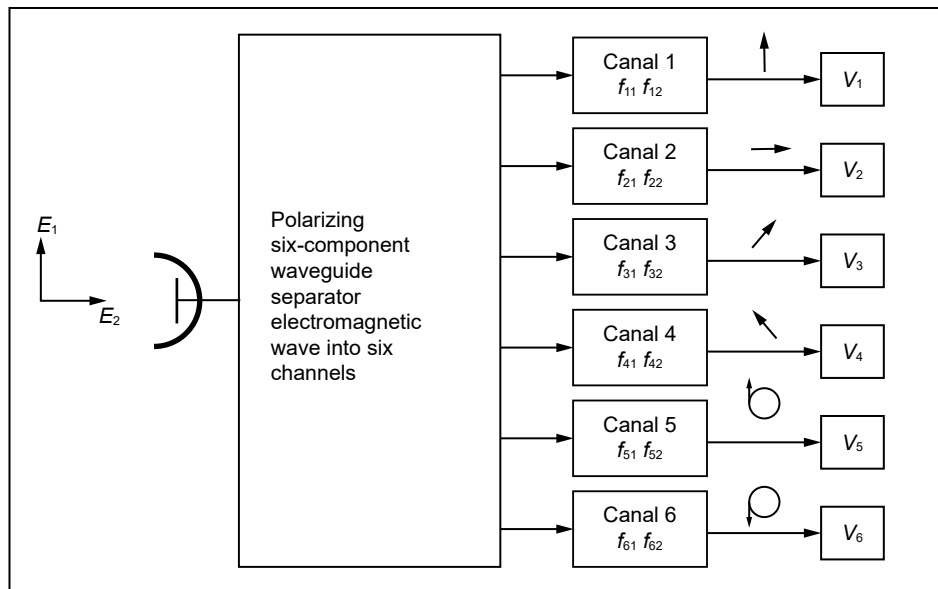 E₁
E₂
Polarizing
six-component
waveguide
separator
electromagnetic
wave into six
channels
Canal 1
f₁₁ f₁₂
V₁
Canal 2
f₂₁ f₂₂
V₂
Canal 3
f₃₁ f₃₂
V₃
Canal 4
f₄₁ f₄₂
V₄
Canal 5
f₅₁ f₅₂
V₅
Canal 6
f₆₁ f₆₂
V₆